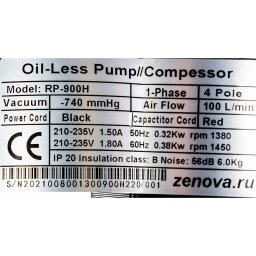 Oil-Less Pump//Compessor
Model: RP-900H 1-Phase 4 Pole
Vacuum -740 mmHg Air Flow 100 L/min
Power Cord Black Capacitor Cord Red
CE 210-235V 1.50A 50Hz 0.32Kw rpm 1380
210-235V 1.80A 60Hz 0.38Kw rpm 1450
IP 20 Insulation class: B Noise: 56dB 6.0Kg
S/N2021008001300900H220/001 zenova.ru